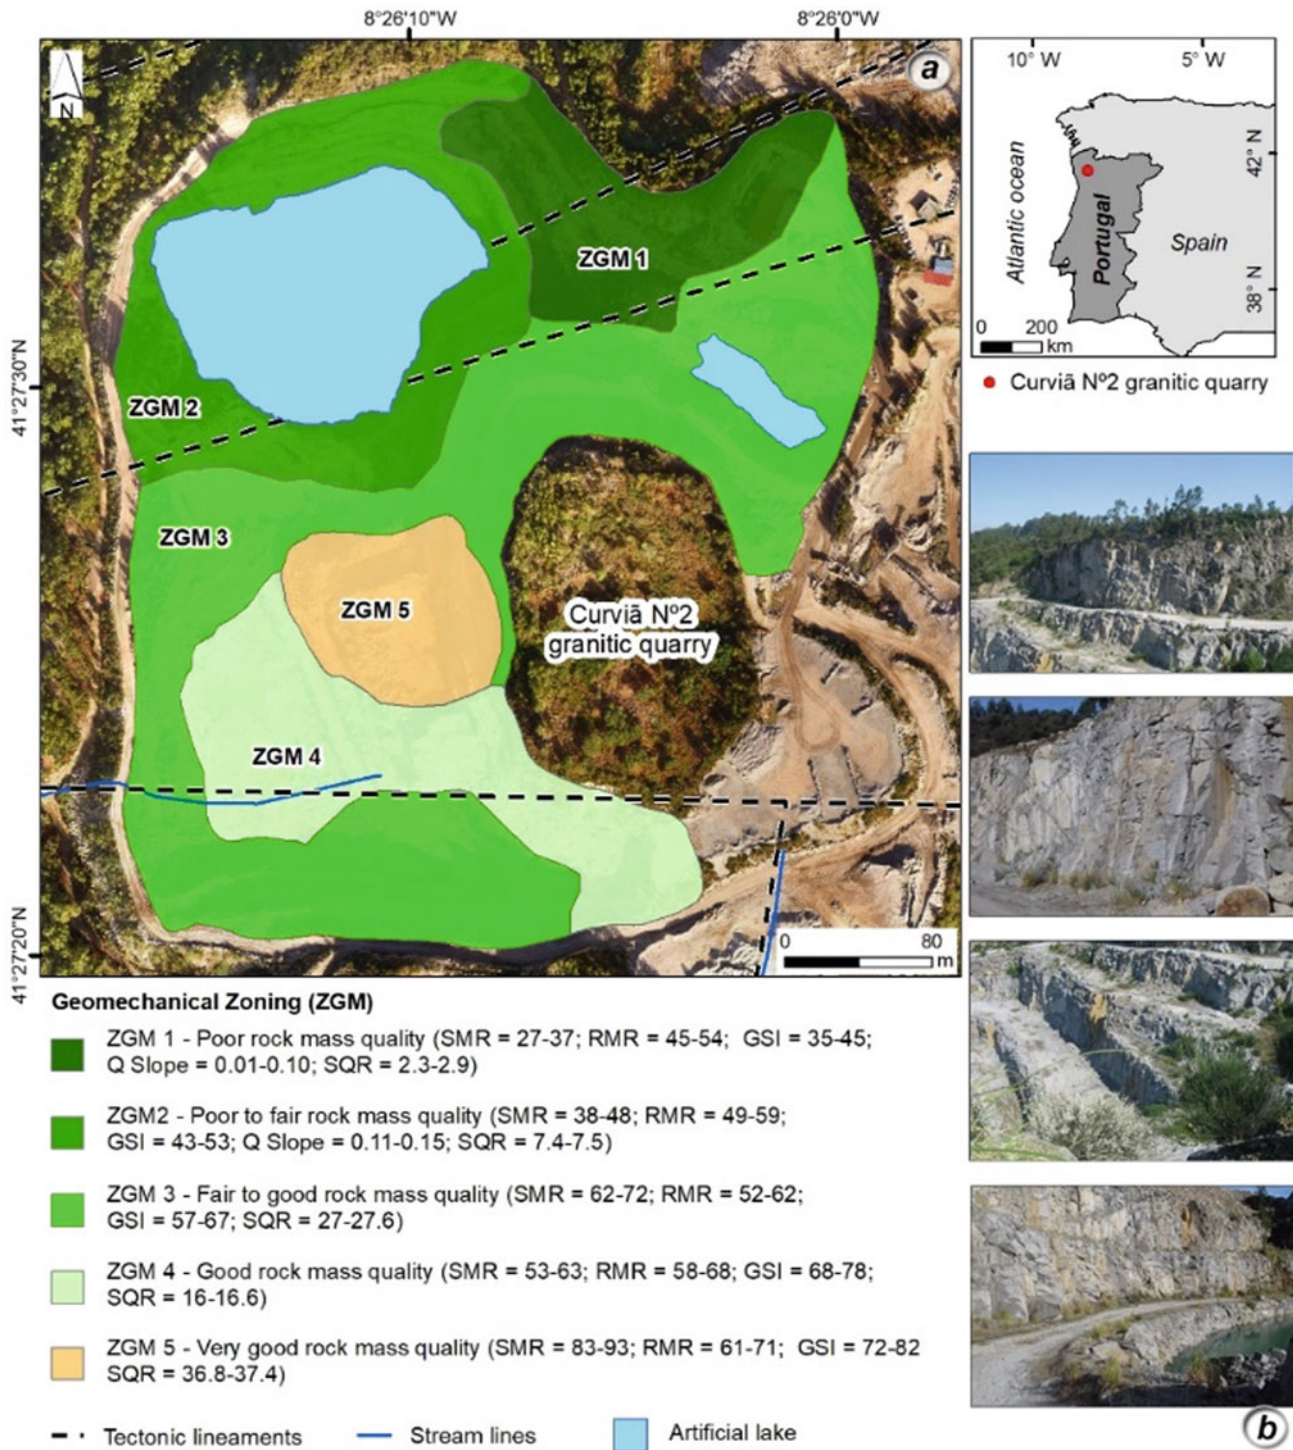 8°26'10"W
8°26'0"W
a
N
10° W
5° W
42° N
38° N
Atlantic ocean
Portugal
Spain
0 200
km
Curviã Nº2 granitic quarry
41°27'30"N
41°27'20"N
ZGM 1
ZGM 2
ZGM 3
ZGM 5
Curviã Nº2
granitic quarry
ZGM 4
0 80
m
Geomechanical Zoning (ZGM)
ZGM 1 - Poor rock mass quality (SMR = 27-37; RMR = 45-54; GSI = 35-45;
Q Slope = 0.01-0.10; SQR = 2.3-2.9)
ZGM2 - Poor to fair rock mass quality (SMR = 38-48; RMR = 49-59;
GSI = 43-53; Q Slope = 0.11-0.15; SQR = 7.4-7.5)
ZGM 3 - Fair to good rock mass quality (SMR = 62-72; RMR = 52-62;
GSI = 57-67; SQR = 27-27.6)
ZGM 4 - Good rock mass quality (SMR = 53-63; RMR = 58-68; GSI = 68-78;
SQR = 16-16.6)
ZGM 5 - Very good rock mass quality (SMR = 83-93; RMR = 61-71; GSI = 72-82
SQR = 36.8-37.4)
Tectonic lineaments
Stream lines
Artificial lake
b